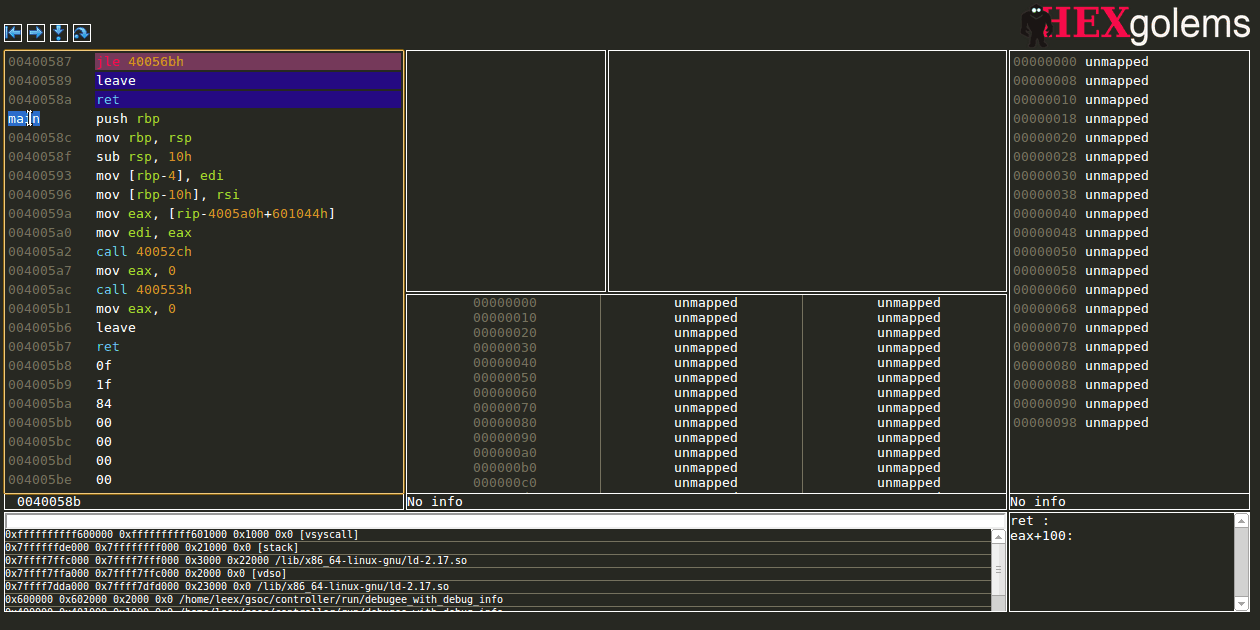 HEXgolems
00400587 jle 40056bh
00400589 leave
0040058a ret
main push rbp
0040058c mov rbp, rsp
0040058f sub rsp, 10h
00400593 mov [rbp-4], edi
00400596 mov [rbp-10h], rsi
0040059a mov eax, [rip-4005a0h+601044h]
004005a0 mov edi, eax
004005a2 call 40052ch
004005a7 mov eax, 0
004005ac call 400553h
004005b1 mov eax, 0
004005b6 leave
004005b7 ret
004005b8 0f
004005b9 1f
004005ba 84
004005bb 00
004005bc 00
004005bd 00
004005be 00
0040058b
00000000 unmapped unmapped
00000010 unmapped unmapped
00000020 unmapped unmapped
00000030 unmapped unmapped
00000040 unmapped unmapped
00000050 unmapped unmapped
00000060 unmapped unmapped
00000070 unmapped unmapped
00000080 unmapped unmapped
00000090 unmapped unmapped
000000a0 unmapped unmapped
000000b0 unmapped unmapped
000000c0 unmapped unmapped
No info
00000000 unmapped
00000008 unmapped
00000010 unmapped
00000018 unmapped
00000020 unmapped
00000028 unmapped
00000030 unmapped
00000038 unmapped
00000040 unmapped
00000048 unmapped
00000050 unmapped
00000058 unmapped
00000060 unmapped
00000068 unmapped
00000070 unmapped
00000078 unmapped
00000080 unmapped
00000088 unmapped
00000090 unmapped
00000098 unmapped
No info
0xffffffffff600000 0xffffffffff601000 0x1000 0x0 [vsyscall]
0x7ffffffde000 0x7ffffffff000 0x21000 0x0 [stack]
0x7ffff7ffc000 0x7ffff7fff000 0x3000 0x22000 /lib/x86_64-linux-gnu/ld-2.17.so
0x7ffff7ffa000 0x7ffff7ffc000 0x2000 0x0 [vdso]
0x7ffff7dda000 0x7ffff7dfd000 0x23000 0x0 /lib/x86_64-linux-gnu/ld-2.17.so
0x600000 0x602000 0x2000 0x0 /home/leex/gsoc/controller/run/debugee_with_debug_info
ret :
eax+100: